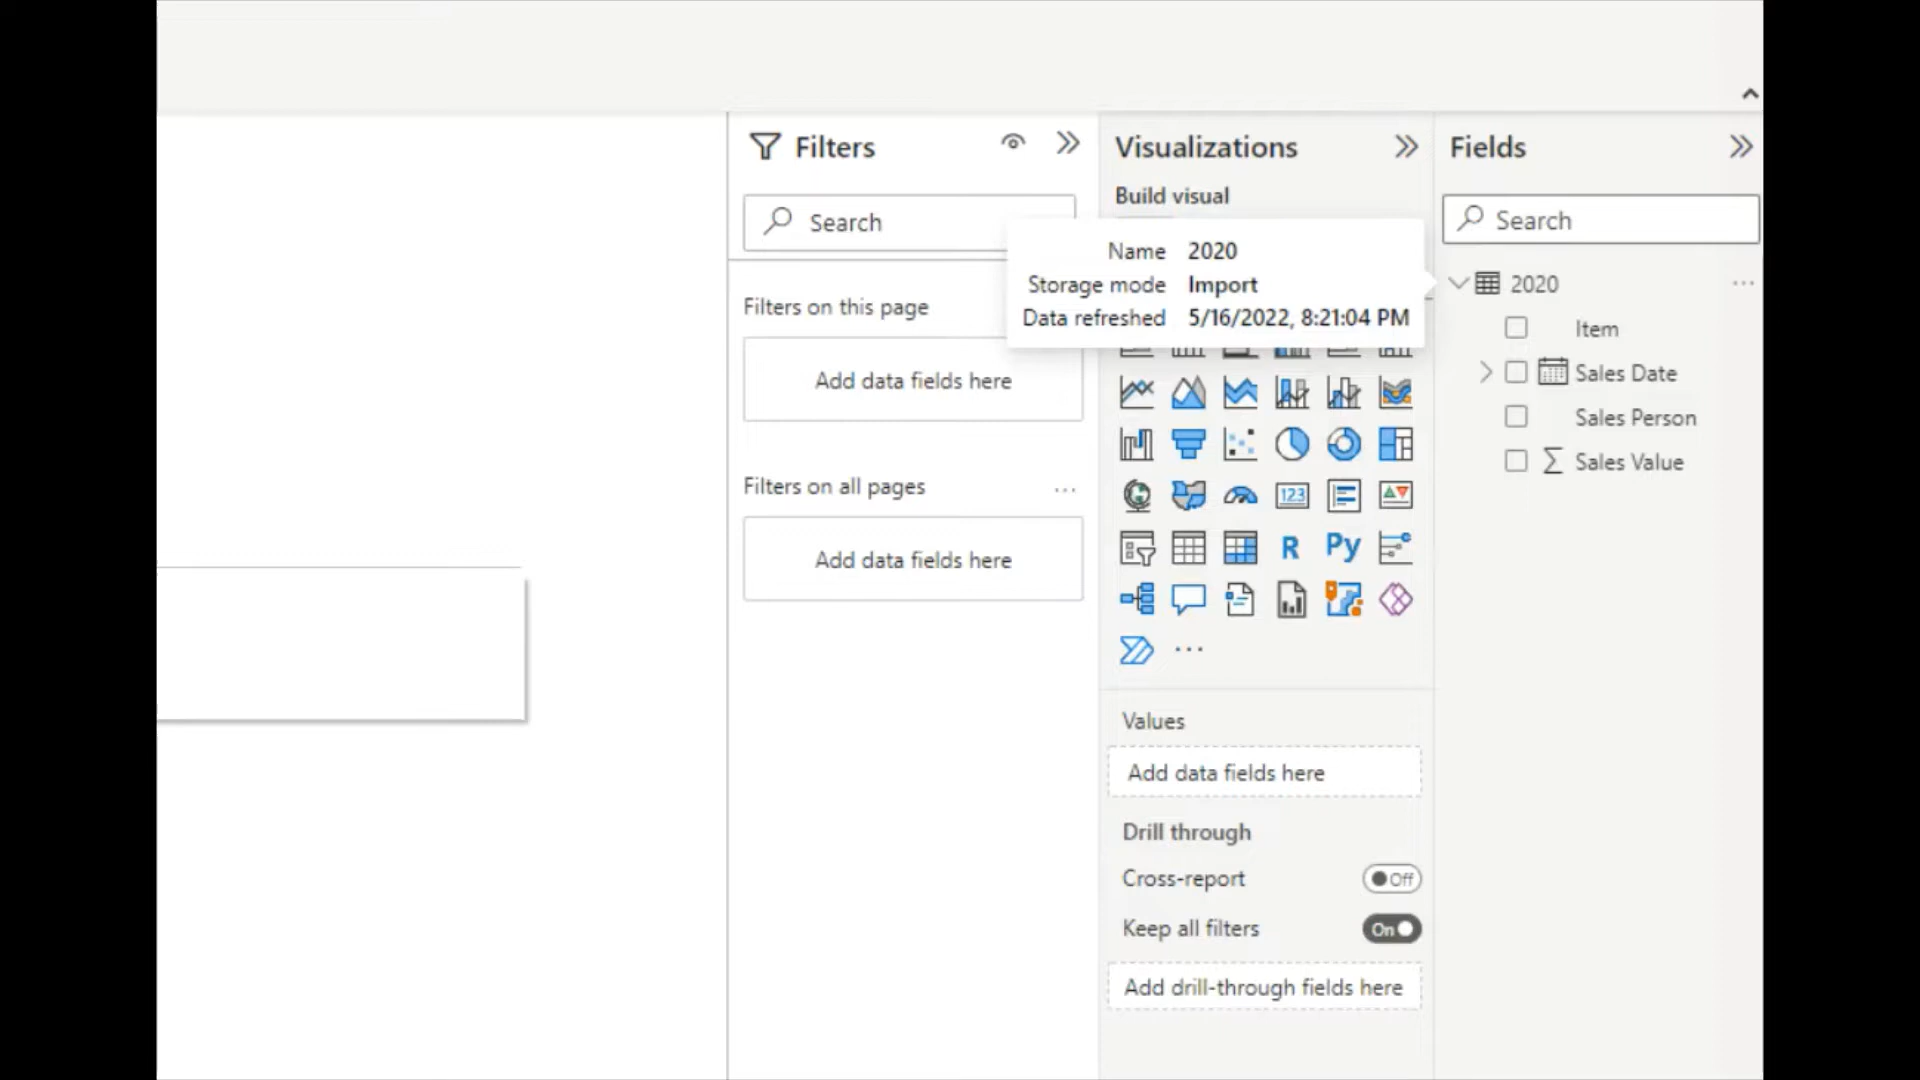 Filters
Search
Filters on this page
Add data fields here
Filters on all pages
...
Add data fields here
Visualizations
Build visual
Name 2020
Storage mode Import
Data refreshed 5/16/2022, 8:21:04 PM
123
R Py
...
Values
Add data fields here
Drill through
Cross-report Off
Keep all filters On
Add drill-through fields here
Fields
Search
2020 ...
Item
Sales Date
Sales Person
Σ Sales Value